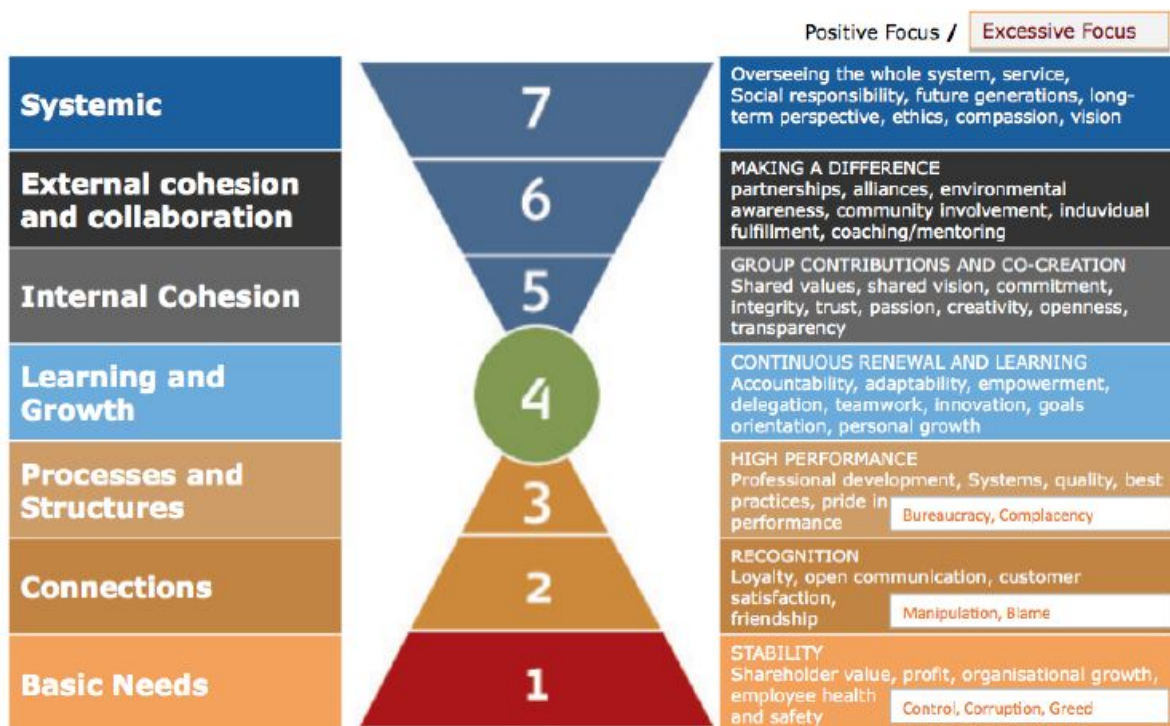 Positive Focus / Excessive Focus
Systemic
7
Overseeing the whole system, service,
Social responsibility, future generations, long-
term perspective, ethics, compassion, vision
External cohesion
and collaboration
6
MAKING A DIFFERENCE
partnerships, alliances, environmental
awareness, community involvement, induvidual
fulfillment, coaching/mentoring
Internal Cohesion
5
GROUP CONTRIBUTIONS AND CO-CREATION
Shared values, shared vision, commitment,
integrity, trust, passion, creativity, openness,
transparency
Learning and
Growth
4
CONTINUOUS RENEWAL AND LEARNING
Accountability, adaptability, empowerment,
delegation, teamwork, innovation, goals
orientation, personal growth
Processes and
Structures
3
HIGH PERFORMANCE
Professional development, Systems, quality, best
practices, pride in
performance
Bureaucracy, Complacency
Connections
2
RECOGNITION
Loyalty, open communication, customer
satisfaction,
friendship
Manipulation, Blame
Basic Needs
1
STABILITY
Shareholder value, profit, organisational growth,
employee health
and safety
Control, Corruption, Greed